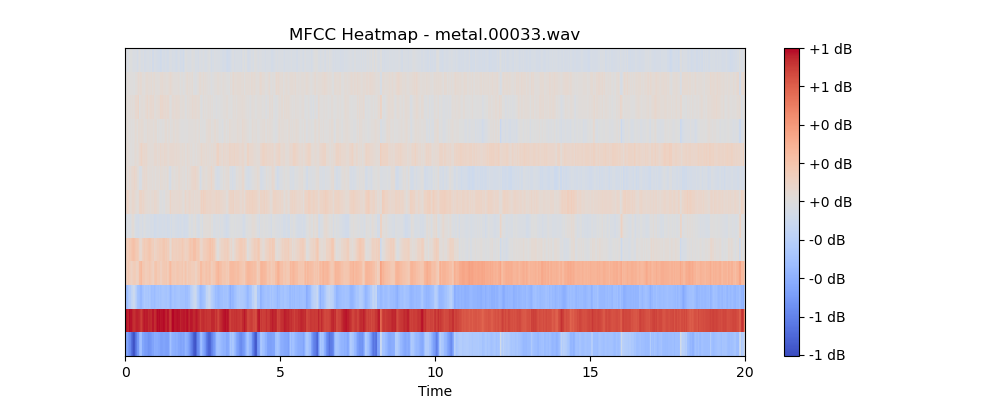 MFCC Heatmap - metal.00033.wav
+1 dB
+1 dB
+0 dB
+0 dB
+0 dB
-0 dB
-0 dB
-1 dB
-1 dB
0
5
10
15
20
Time